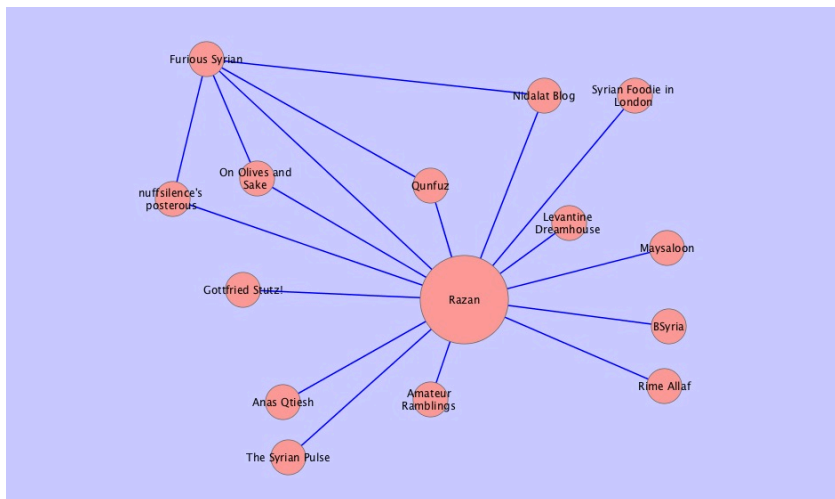 Furious Syrian
Nidalat Blog
Syrian Foodie in
London
On Olives and
Sake
Qunfuz
nuffsilence's
posterous
Levantine
Dreamhouse
Maysaloon
Gottfried Stutz!
Razan
BSyria
Rime Allaf
Anas Qtiesh
Amateur
Ramblings
The Syrian Pulse